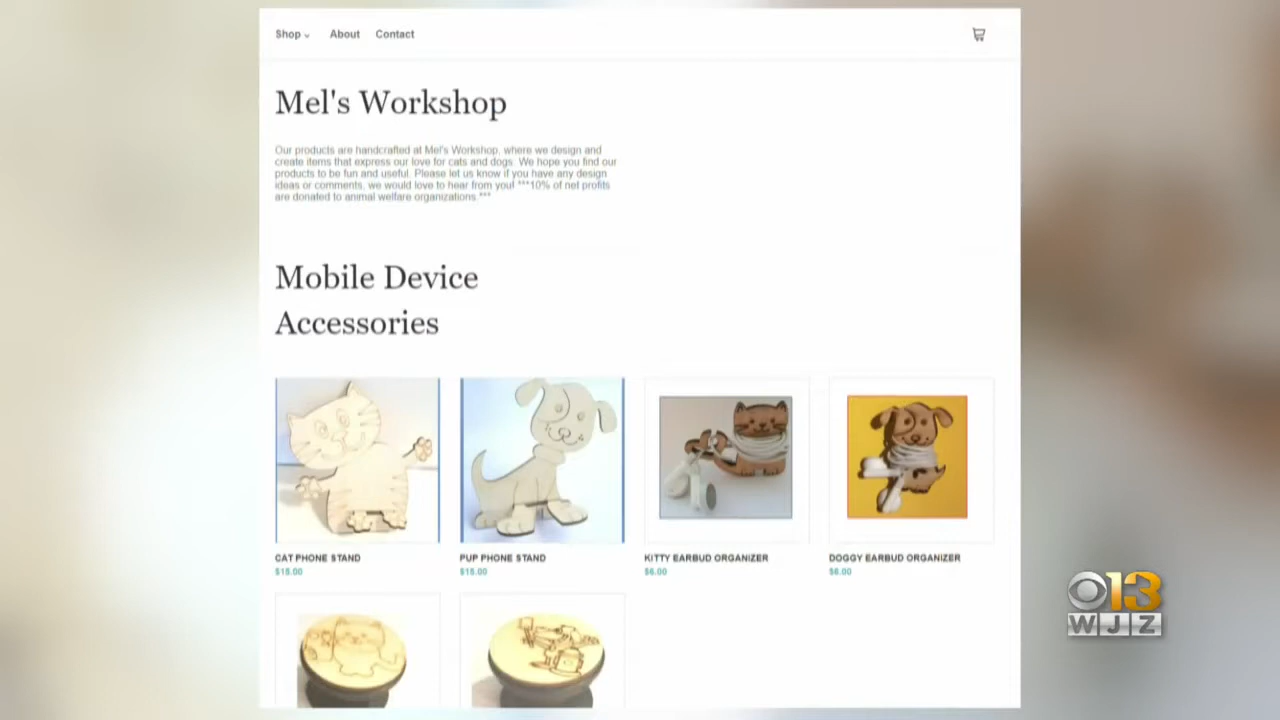 Shop
About
Contact
Mel's Workshop
Our products are handcrafted at Mel's Workshop, where we design and
create items that express our love for cats and dogs. We hope you find our
products to be fun and useful. Please let us know if you have any design
ideas or comments, we would love to hear from you! ***10% of net profits
are donated to animal welfare organizations.***
Mobile Device
Accessories
CAT PHONE STAND
$15.00
PUP PHONE STAND
$15.00
KITTY EARBUD ORGANIZER
$6.00
DOGGY EARBUD ORGANIZER
$6.00
13
WJZ